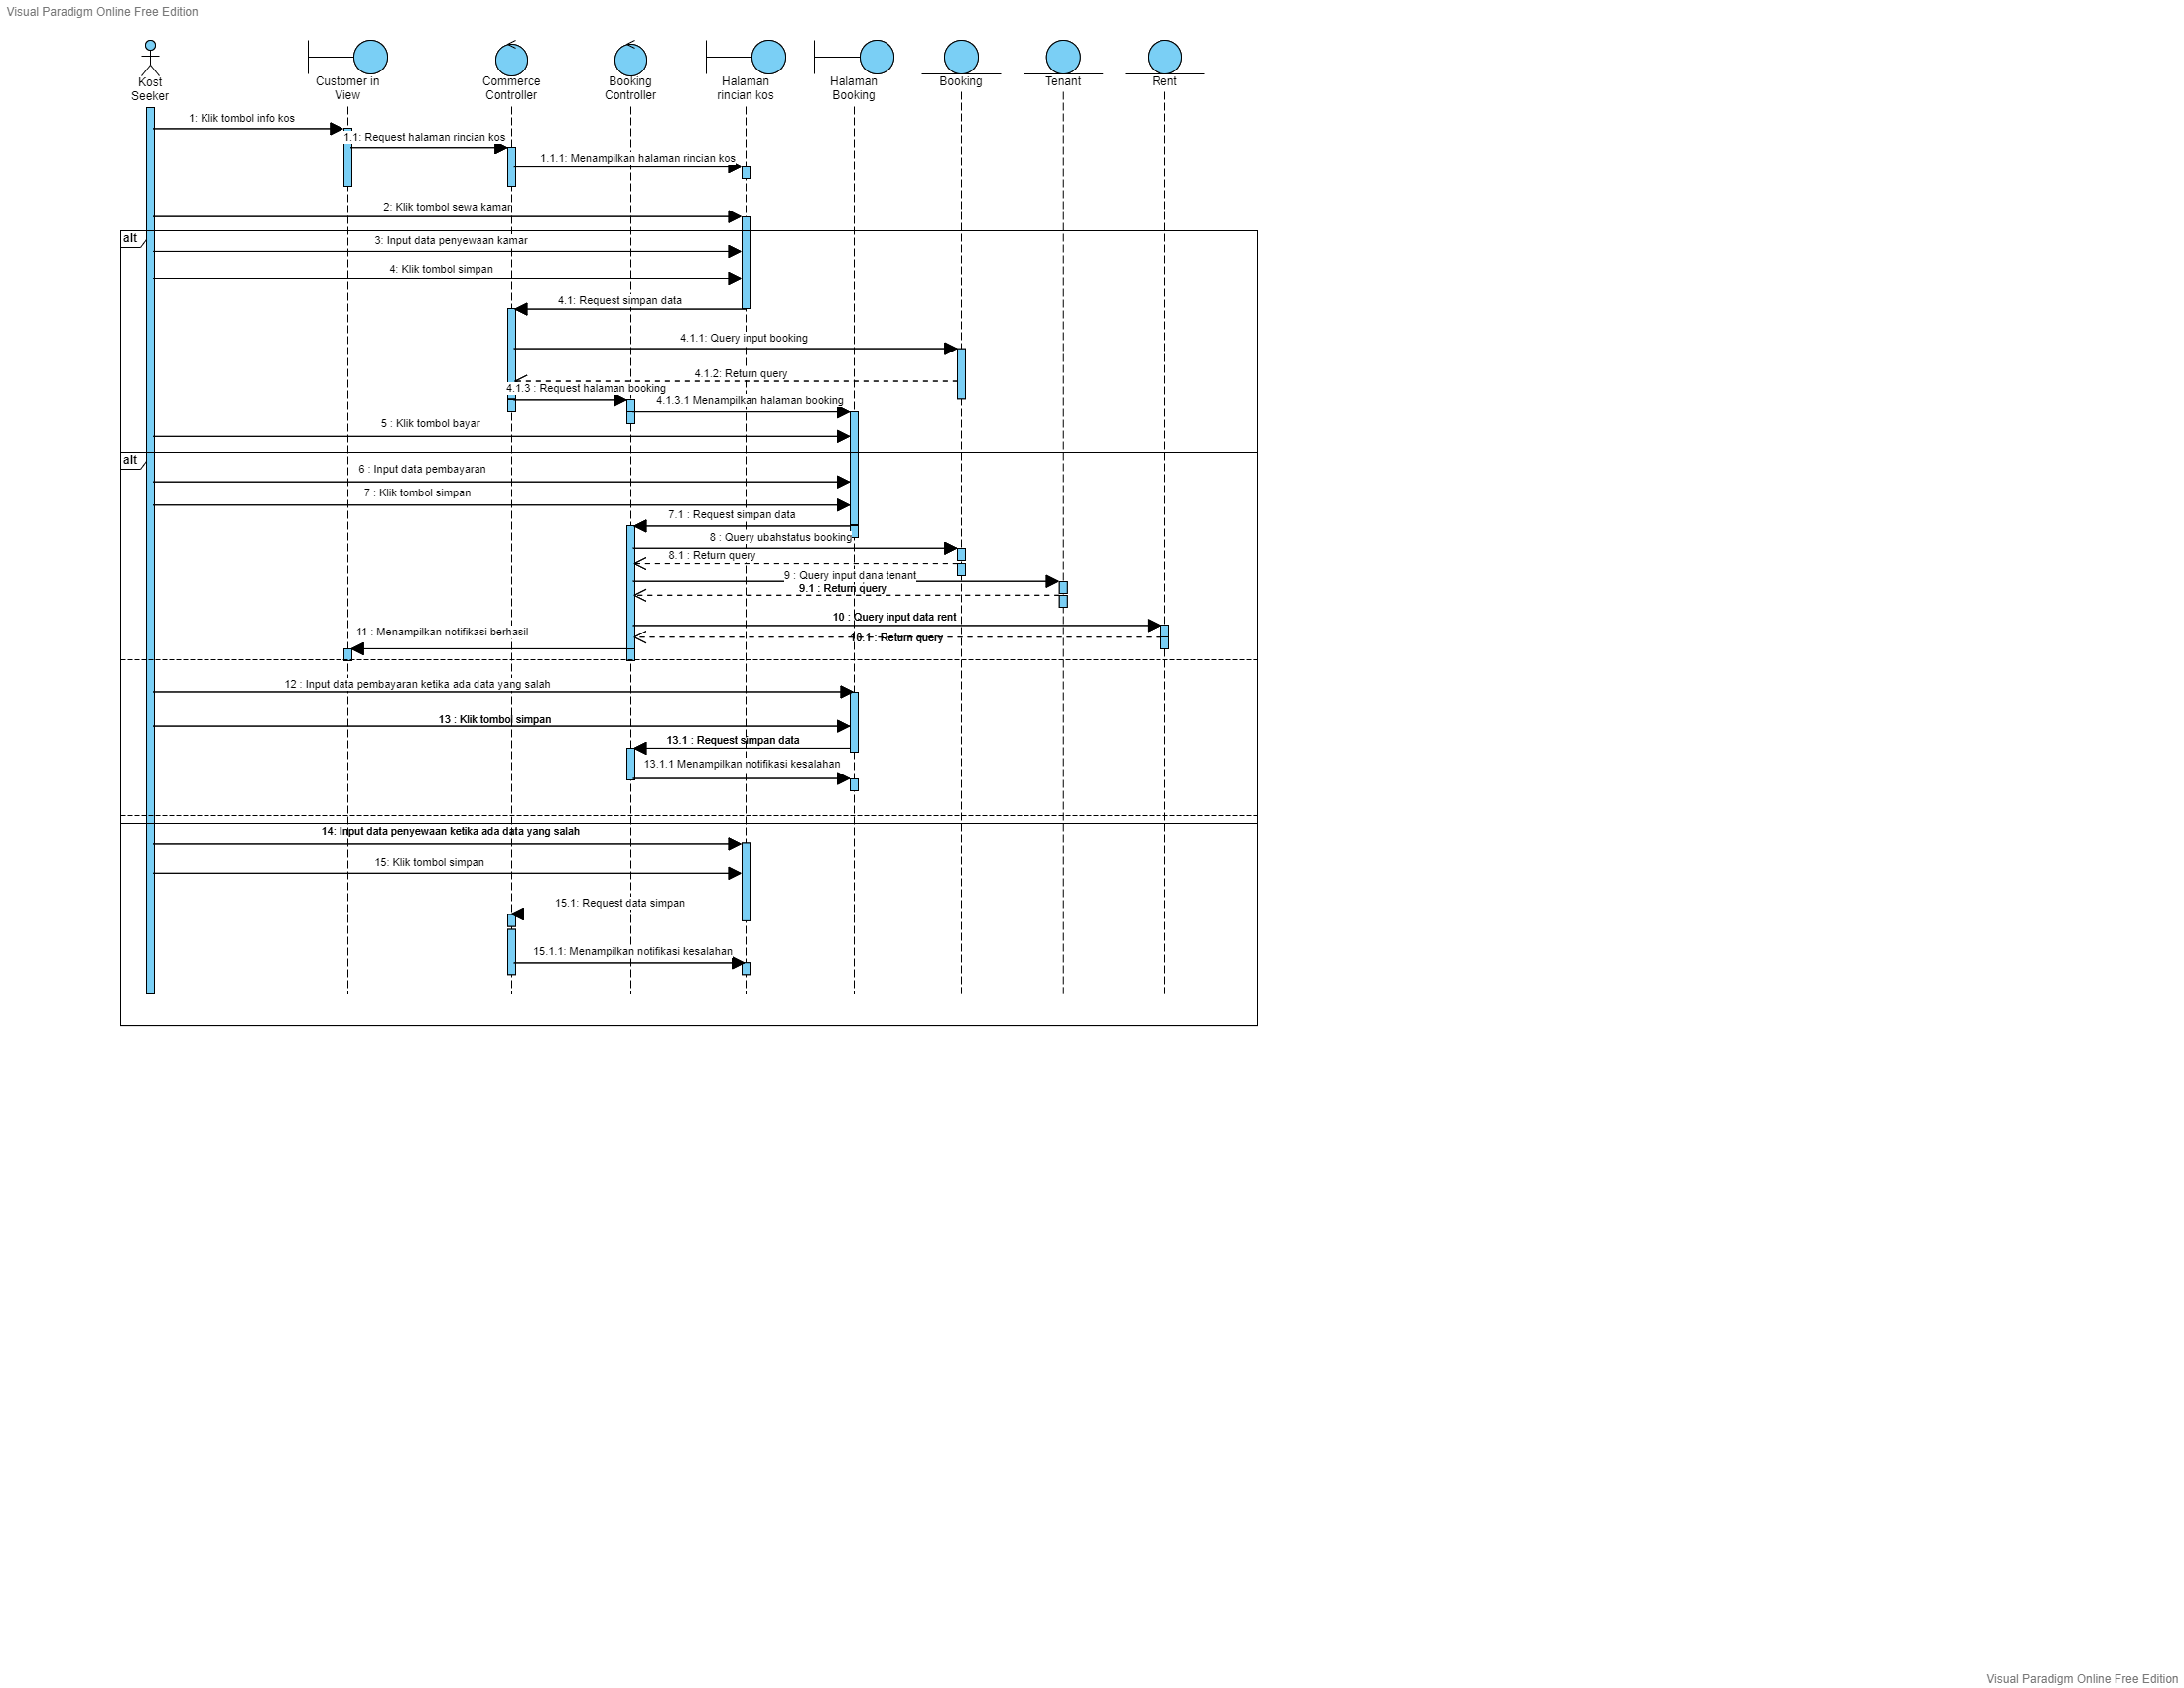 Visual Paradigm Online Free Edition
Kost
Seeker
Customer in
View
Commerce
Controller
Booking
Controller
Halaman
rincian kos
Halaman
Booking
Booking
Tenant
Rent
1: Klik tombol info kos
1.1: Request halaman rincian kos
1.1.1: Menampilkan halaman rincian kos
2: Klik tombol sewa kamar
alt
3: Input data penyewaan kamar
4: Klik tombol simpan
4.1: Request simpan data
4.1.1: Query input booking
4.1.2: Return query
4.1.3 : Request halaman booking
4.1.3.1 Menampilkan halaman booking
5 : Klik tombol bayar
alt
6 : Input data pembayaran
7 : Klik tombol simpan
7.1 : Request simpan data
8 : Query ubahstatus booking
8.1 : Return query
9 : Query input dana tenant
9.1 : Return query
10 : Query input data rent
10.1 : Return query
11 : Menampilkan notifikasi berhasil
12 : Input data pembayaran ketika ada data yang salah
13 : Klik tombol simpan
13.1 : Request simpan data
13.1.1 Menampilkan notifikasi kesalahan
14: Input data penyewaan ketika ada data yang salah
15: Klik tombol simpan
15.1: Request data simpan
15.1.1: Menampilkan notifikasi kesalahan
Visual Paradigm Online Free Edition